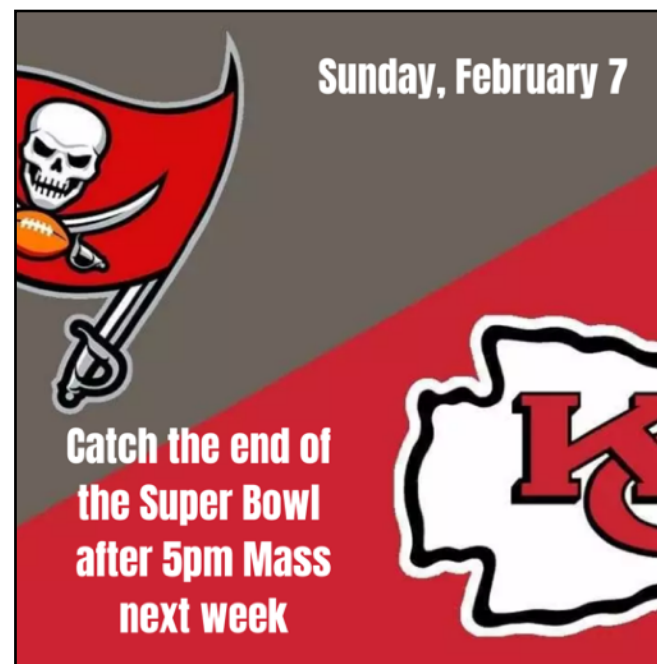 Sunday, February 7
Catch the end of
the Super Bowl
after 5pm Mass
next week
KC